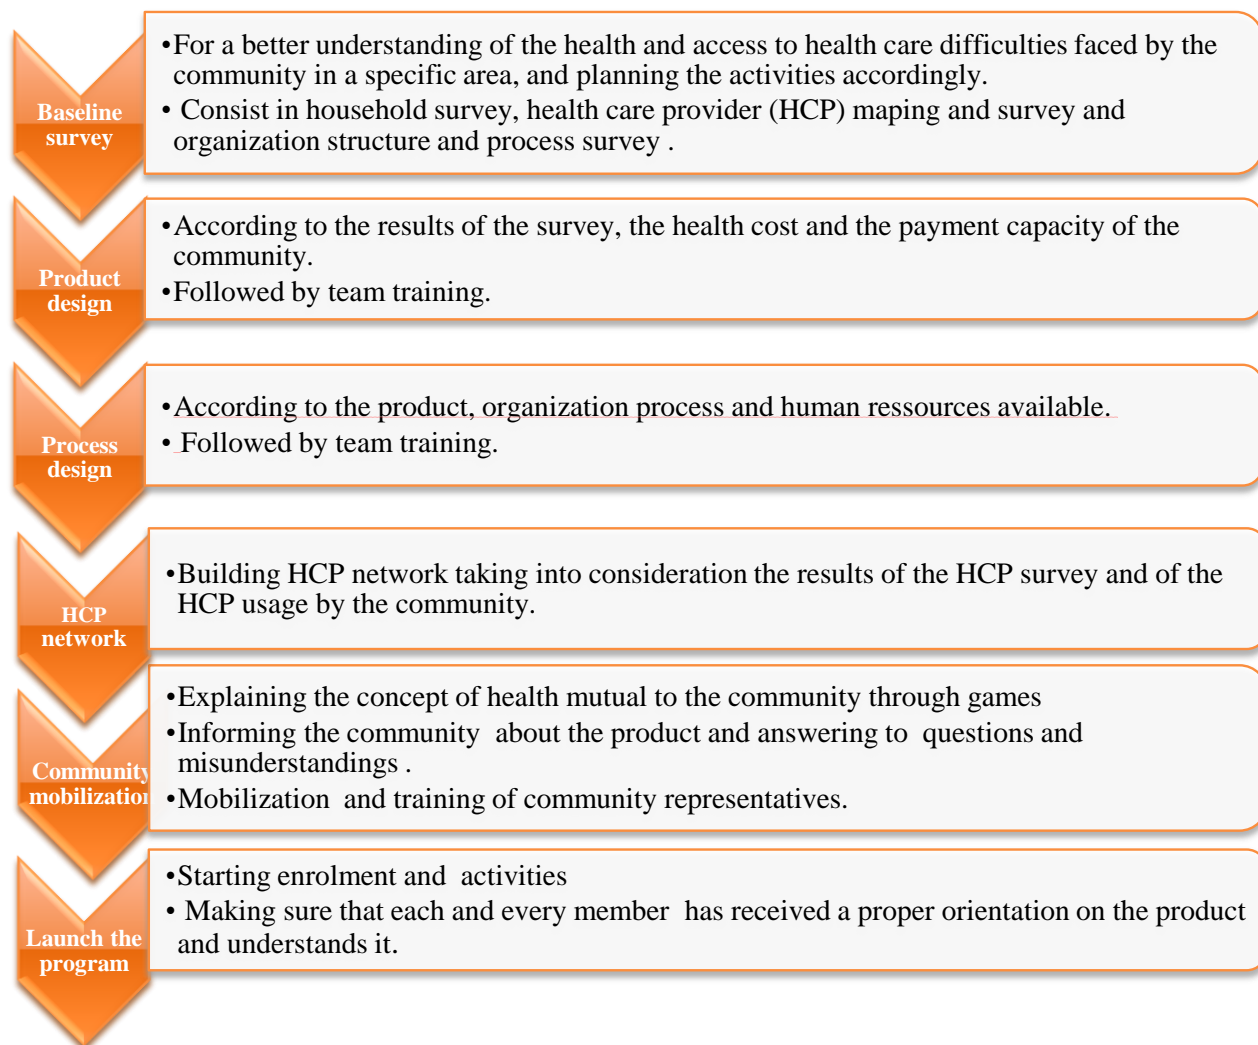 Baseline
survey
•For a better understanding of the health and access to health care difficulties faced by the
community in a specific area, and planning the activities accordingly.
• Consist in household survey, health care provider (HCP) maping and survey and
organization structure and process survey .
Product
design
•According to the results of the survey, the health cost and the payment capacity of the
community.
•Followed by team training.
Process
design
•According to the product, organization process and human ressources available.
• Followed by team training.
HCP
network
•Building HCP network taking into consideration the results of the HCP survey and of the
HCP usage by the community.
Community
mobilization
•Explaining the concept of health mutual to the community through games
•Informing the community  about the product and answering to  questions and
misunderstandings .
•Mobilization  and training of community representatives.
Launch the
program
•Starting enrolment and  activities
• Making sure that each and every member  has received a proper orientation on the product
and understands it.